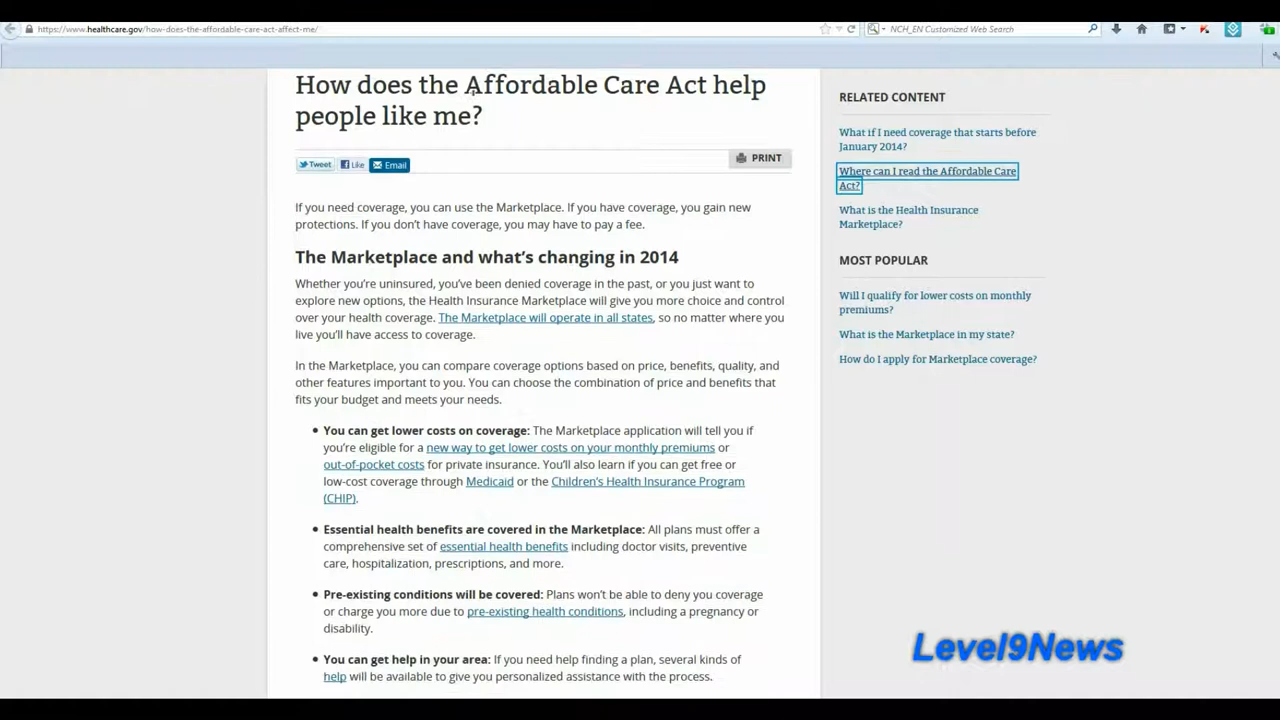 https://www.healthcare.gov/how-does-the-affordable-care-act-affect-me/
NCH_EN Customized Web Search
How does the Affordable Care Act help
people like me?
Tweet
Like
Email
PRINT
If you need coverage, you can use the Marketplace. If you have coverage, you gain new
protections. If you don't have coverage, you may have to pay a fee.
The Marketplace and what's changing in 2014
Whether you're uninsured, you've been denied coverage in the past, or you just want to
explore new options, the Health Insurance Marketplace will give you more choice and control
over your health coverage. The Marketplace will operate in all states, so no matter where you
live you'll have access to coverage.
In the Marketplace, you can compare coverage options based on price, benefits, quality, and
other features important to you. You can choose the combination of price and benefits that
fits your budget and meets your needs.
• You can get lower costs on coverage: The Marketplace application will tell you if
you're eligible for a new way to get lower costs on your monthly premiums or
out-of-pocket costs for private insurance. You'll also learn if you can get free or
low-cost coverage through Medicaid or the Children's Health Insurance Program
(CHIP).
• Essential health benefits are covered in the Marketplace: All plans must offer a
comprehensive set of essential health benefits including doctor visits, preventive
care, hospitalization, prescriptions, and more.
• Pre-existing conditions will be covered: Plans won't be able to deny you coverage
or charge you more due to pre-existing health conditions, including a pregnancy or
disability.
• You can get help in your area: If you need help finding a plan, several kinds of
help will be available to give you personalized assistance with the process.
RELATED CONTENT
What if I need coverage that starts before
January 2014?
Where can I read the Affordable Care
Act?
What is the Health Insurance
Marketplace?
MOST POPULAR
Will I qualify for lower costs on monthly
premiums?
What is the Marketplace in my state?
How do I apply for Marketplace coverage?
Level9News